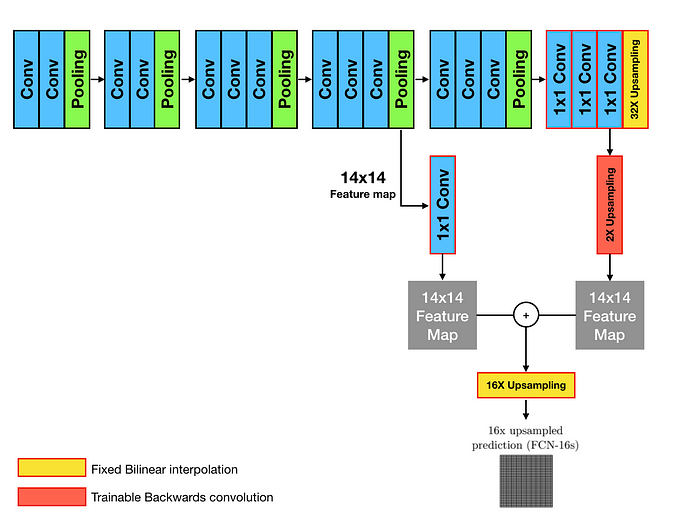 Conv
Conv
Pooling
Conv
Conv
Pooling
Conv
Conv
Conv
Pooling
Conv
Conv
Conv
Pooling
Conv
Conv
Conv
Pooling
1x1 Conv
1x1 Conv
1x1 Conv
32X Upsampling
14x14
Feature map
1x1 Conv
2X Upsampling
14x14
Feature
Map
+
14x14
Feature
Map
16X Upsampling
16x upsampled
prediction (FCN-16s)
Fixed Bilinear interpolation
Trainable Backwards convolution